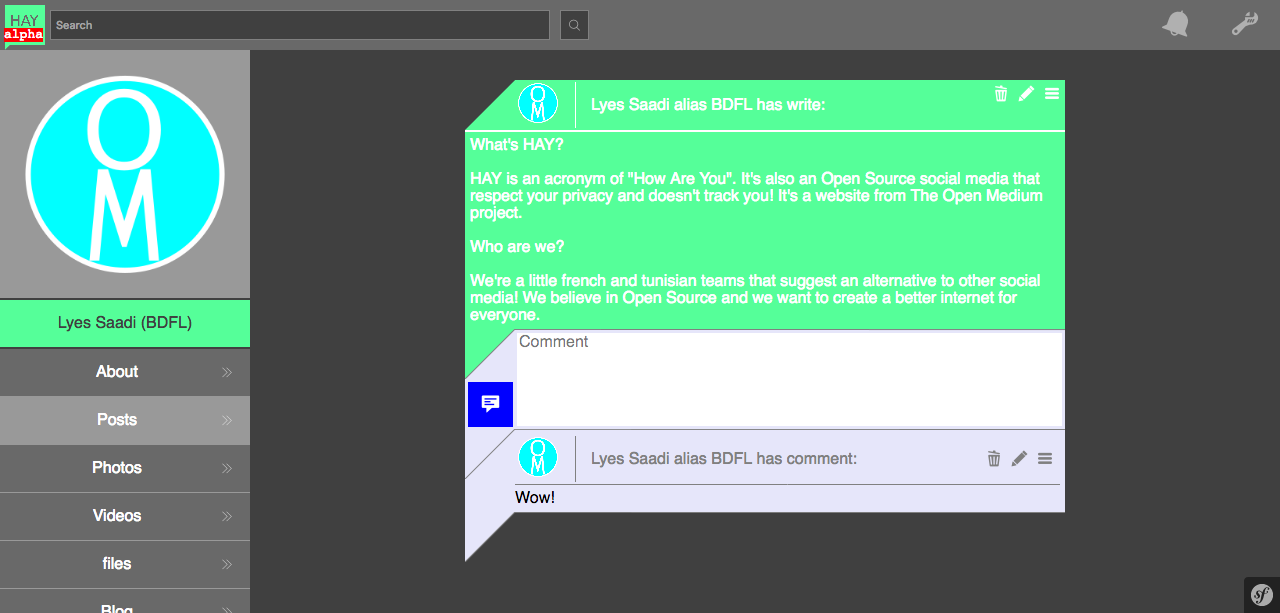 HAY
alpha
Search
OM
Lyes Saadi (BDFL)
About
Posts
Photos
Videos
files
Blog
OM
Lyes Saadi alias BDFL has write:
What's HAY?
HAY is an acronym of "How Are You". It's also an Open Source social media that
respect your privacy and doesn't track you! It's a website from The Open Medium
project.
Who are we?
We're a little french and tunisian teams that suggest an alternative to other social
media! We believe in Open Source and we want to create a better internet for
everyone.
Comment
OM
Lyes Saadi alias BDFL has comment:
Wow!
sf